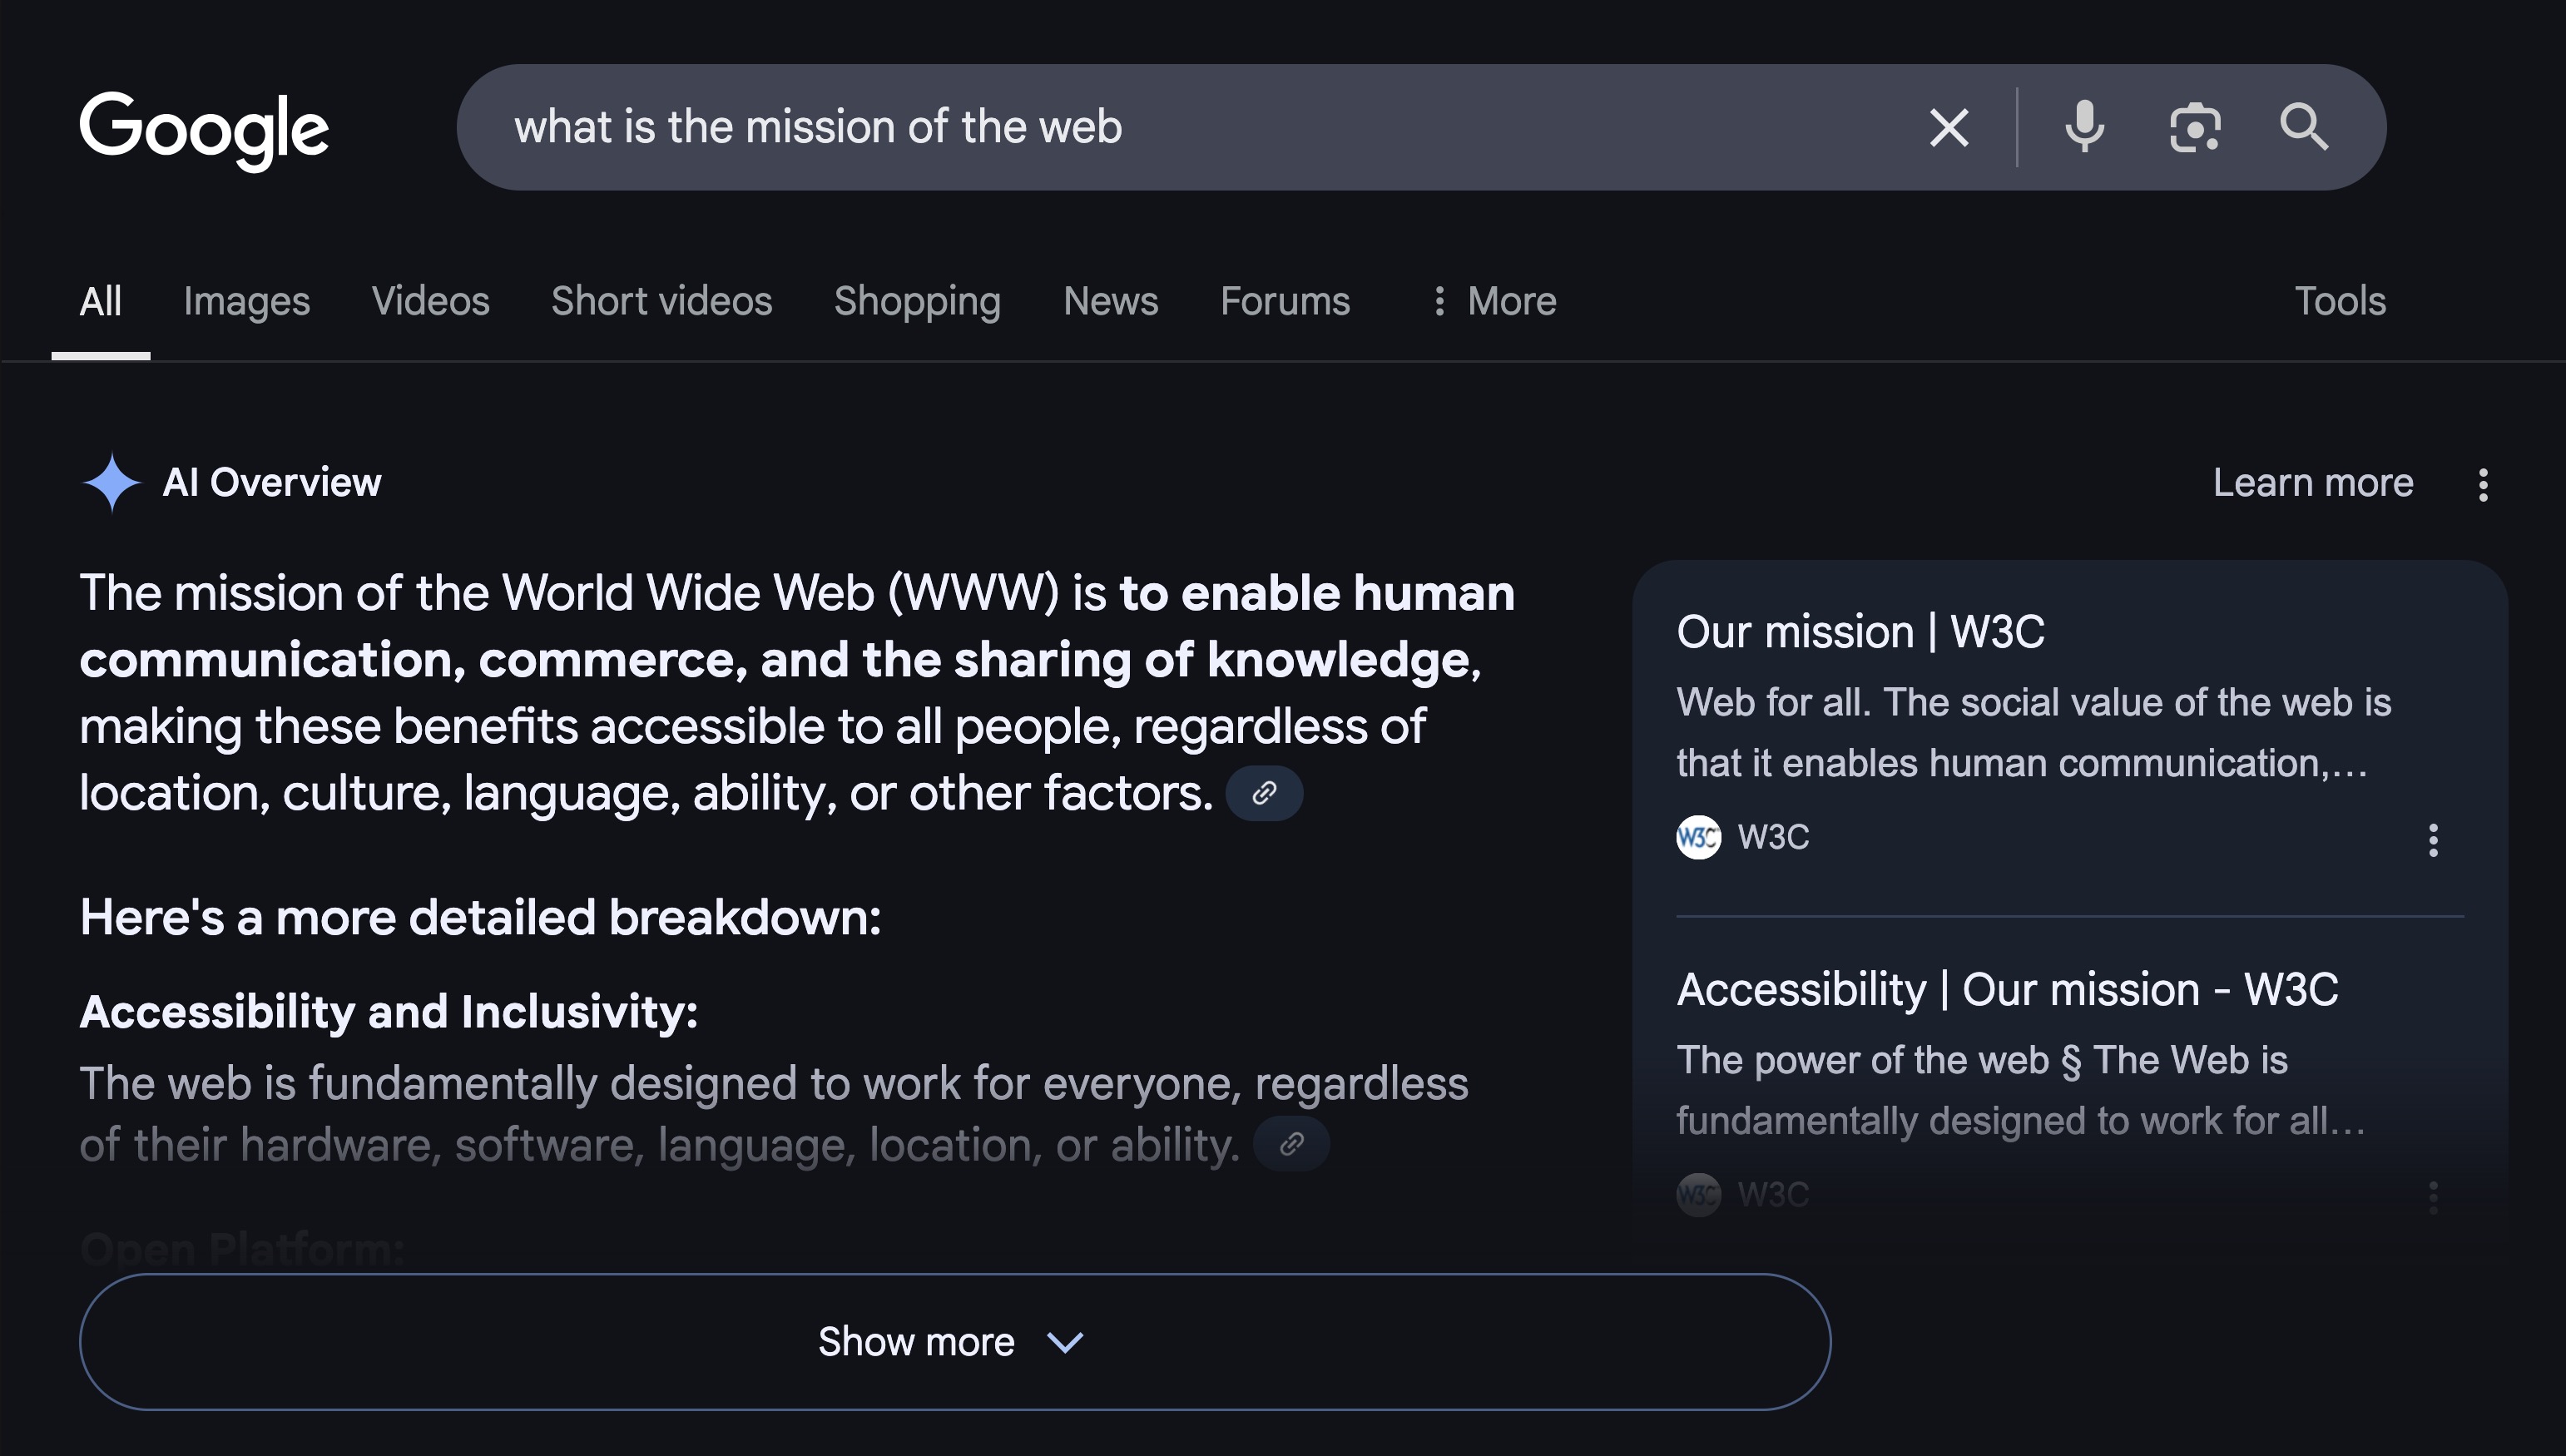 Google
what is the mission of the web
All Images Videos Short videos Shopping News Forums More Tools
AI Overview
Learn more
The mission of the World Wide Web (WWW) is to enable human
communication, commerce, and the sharing of knowledge,
making these benefits accessible to all people, regardless of
location, culture, language, ability, or other factors.
Here's a more detailed breakdown:
Accessibility and Inclusivity:
The web is fundamentally designed to work for everyone, regardless
of their hardware, software, language, location, or ability.
Open Platform:
Show more
Our mission | W3C
Web for all. The social value of the web is
that it enables human communication,...
W3C W3C
Accessibility | Our mission - W3C
The power of the web § The Web is
fundamentally designed to work for all...
W3C W3C